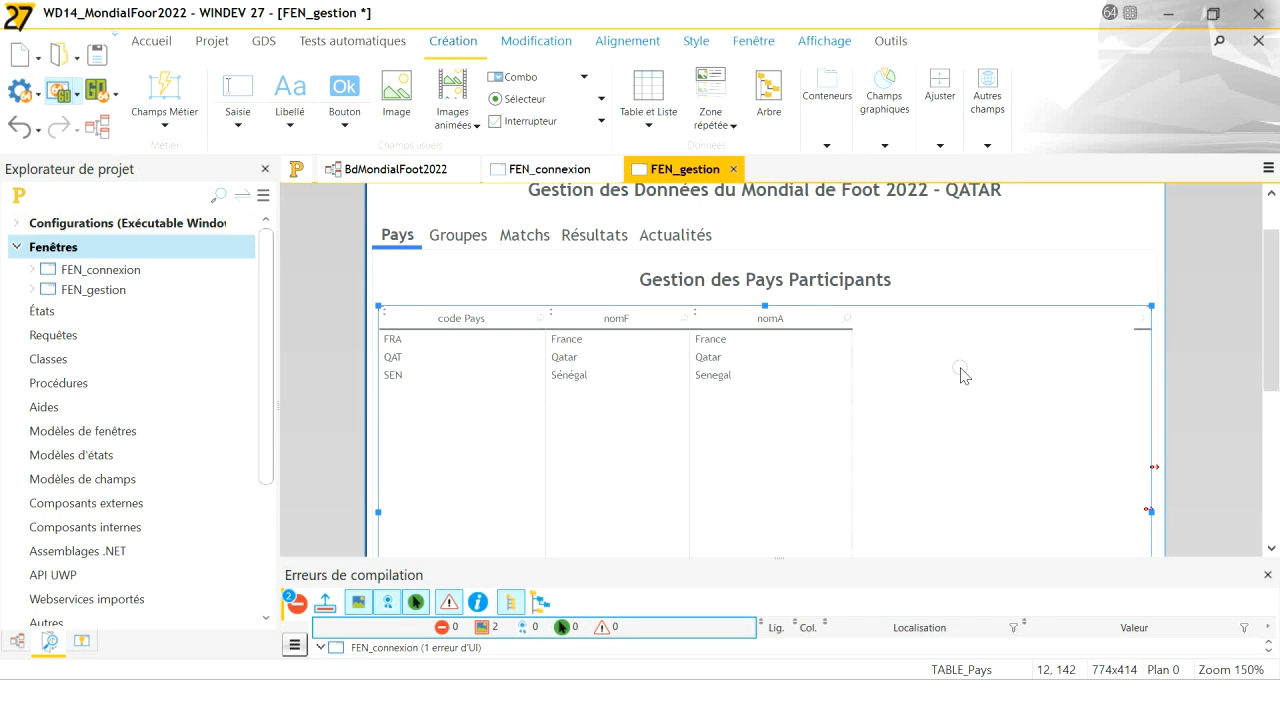 27 WD14_MondialFoor2022 - WINDEV 27 - [FEN_gestion *]
64
Accueil Projet GDS Tests automatiques Création Modification Alignement Style Fenêtre Affichage Outils
GO GO
Champs Métier
Saisie
Aa Libellé
Ok Bouton
Image
Images animées
Combo
Sélecteur
Interrupteur
Table et Liste
Zone répétée
Arbre
Conteneurs
Champs graphiques
Ajuster
Autres champs
Métier Champs usuels Données
Explorateur de projet
BdMondialFoot2022 FEN_connexion FEN_gestion
Configurations (Exécutable Windo
Fenêtres
FEN_connexion
FEN_gestion
États
Requêtes
Classes
Procédures
Aides
Modèles de fenêtres
Modèles d'états
Modèles de champs
Composants externes
Composants internes
Assemblages .NET
API UWP
Webservices importés
Autres
Gestion des Données du Mondial de Foot 2022 - QATAR
Pays Groupes Matchs Résultats Actualités
Gestion des Pays Participants
code Pays nomF nomA
FRA France France
QAT Qatar Qatar
SEN Sénégal Senegal
Erreurs de compilation
2
0 2 0 0 0 Lig. Col. Localisation Valeur
FEN_connexion (1 erreur d'UI)
TABLE_Pays 12, 142 774x414 Plan 0 Zoom 150%